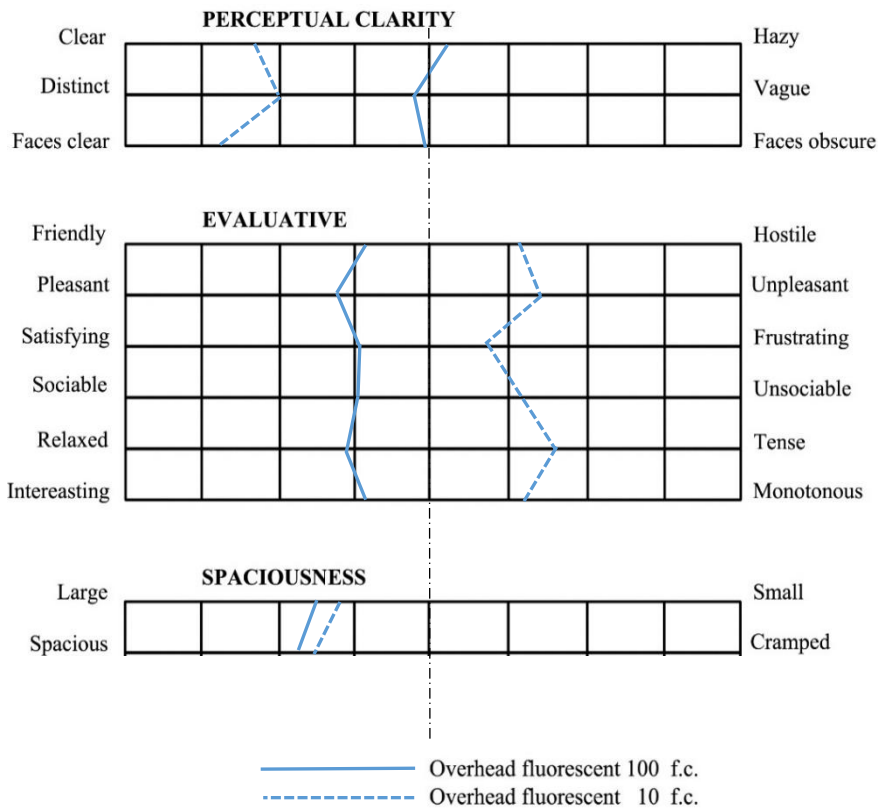 PERCEPTUAL CLARITY
Clear Hazy
Distinct Vague
Faces clear Faces obscure
EVALUATIVE
Friendly Hostile
Pleasant Unpleasant
Satisfying Frustrating
Sociable Unsociable
Relaxed Tense
Intereasting Monotonous
SPACIOUSNESS
Large Small
Spacious Cramped
Overhead fluorescent 100 f.c.
Overhead fluorescent 10 f.c.